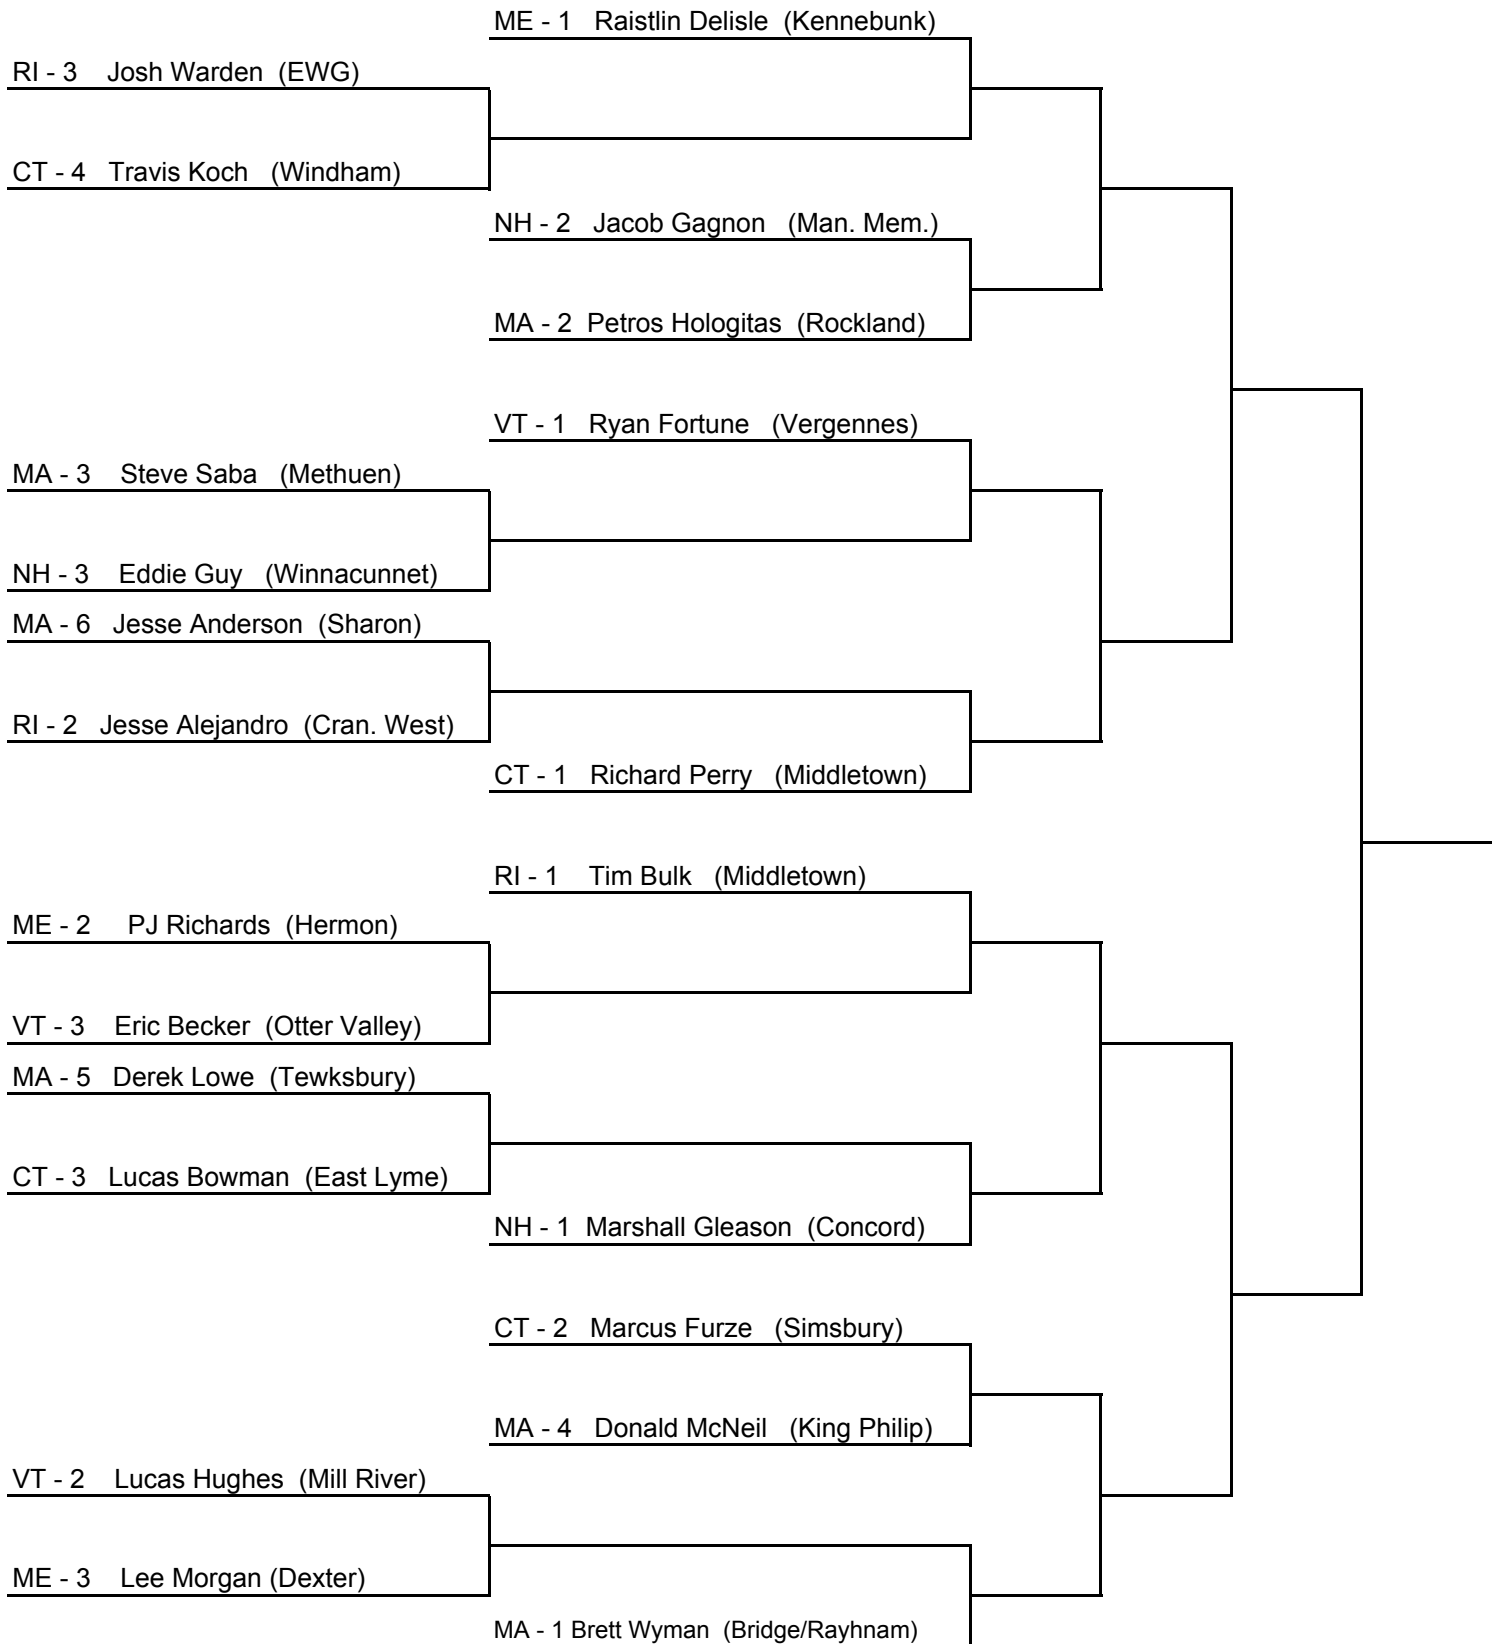 ME - 1 Raistlin Delisle (Kennebunk)
RI - 3 Josh Warden (EWG)
CT - 4 Travis Koch (Windham)
NH - 2 Jacob Gagnon (Man. Mem.)
MA - 2 Petros Hologitas (Rockland)
VT - 1 Ryan Fortune (Vergennes)
MA - 3 Steve Saba (Methuen)
NH - 3 Eddie Guy (Winnacunnet)
MA - 6 Jesse Anderson (Sharon)
RI - 2 Jesse Alejandro (Cran. West)
CT - 1 Richard Perry (Middletown)
RI - 1 Tim Bulk (Middletown)
ME - 2 PJ Richards (Hermon)
VT - 3 Eric Becker (Otter Valley)
MA - 5 Derek Lowe (Tewksbury)
CT - 3 Lucas Bowman (East Lyme)
NH - 1 Marshall Gleason (Concord)
CT - 2 Marcus Furze (Simsbury)
MA - 4 Donald McNeil (King Philip)
VT - 2 Lucas Hughes (Mill River)
ME - 3 Lee Morgan (Dexter)
MA - 1 Brett Wyman (Bridge/Rayhnam)